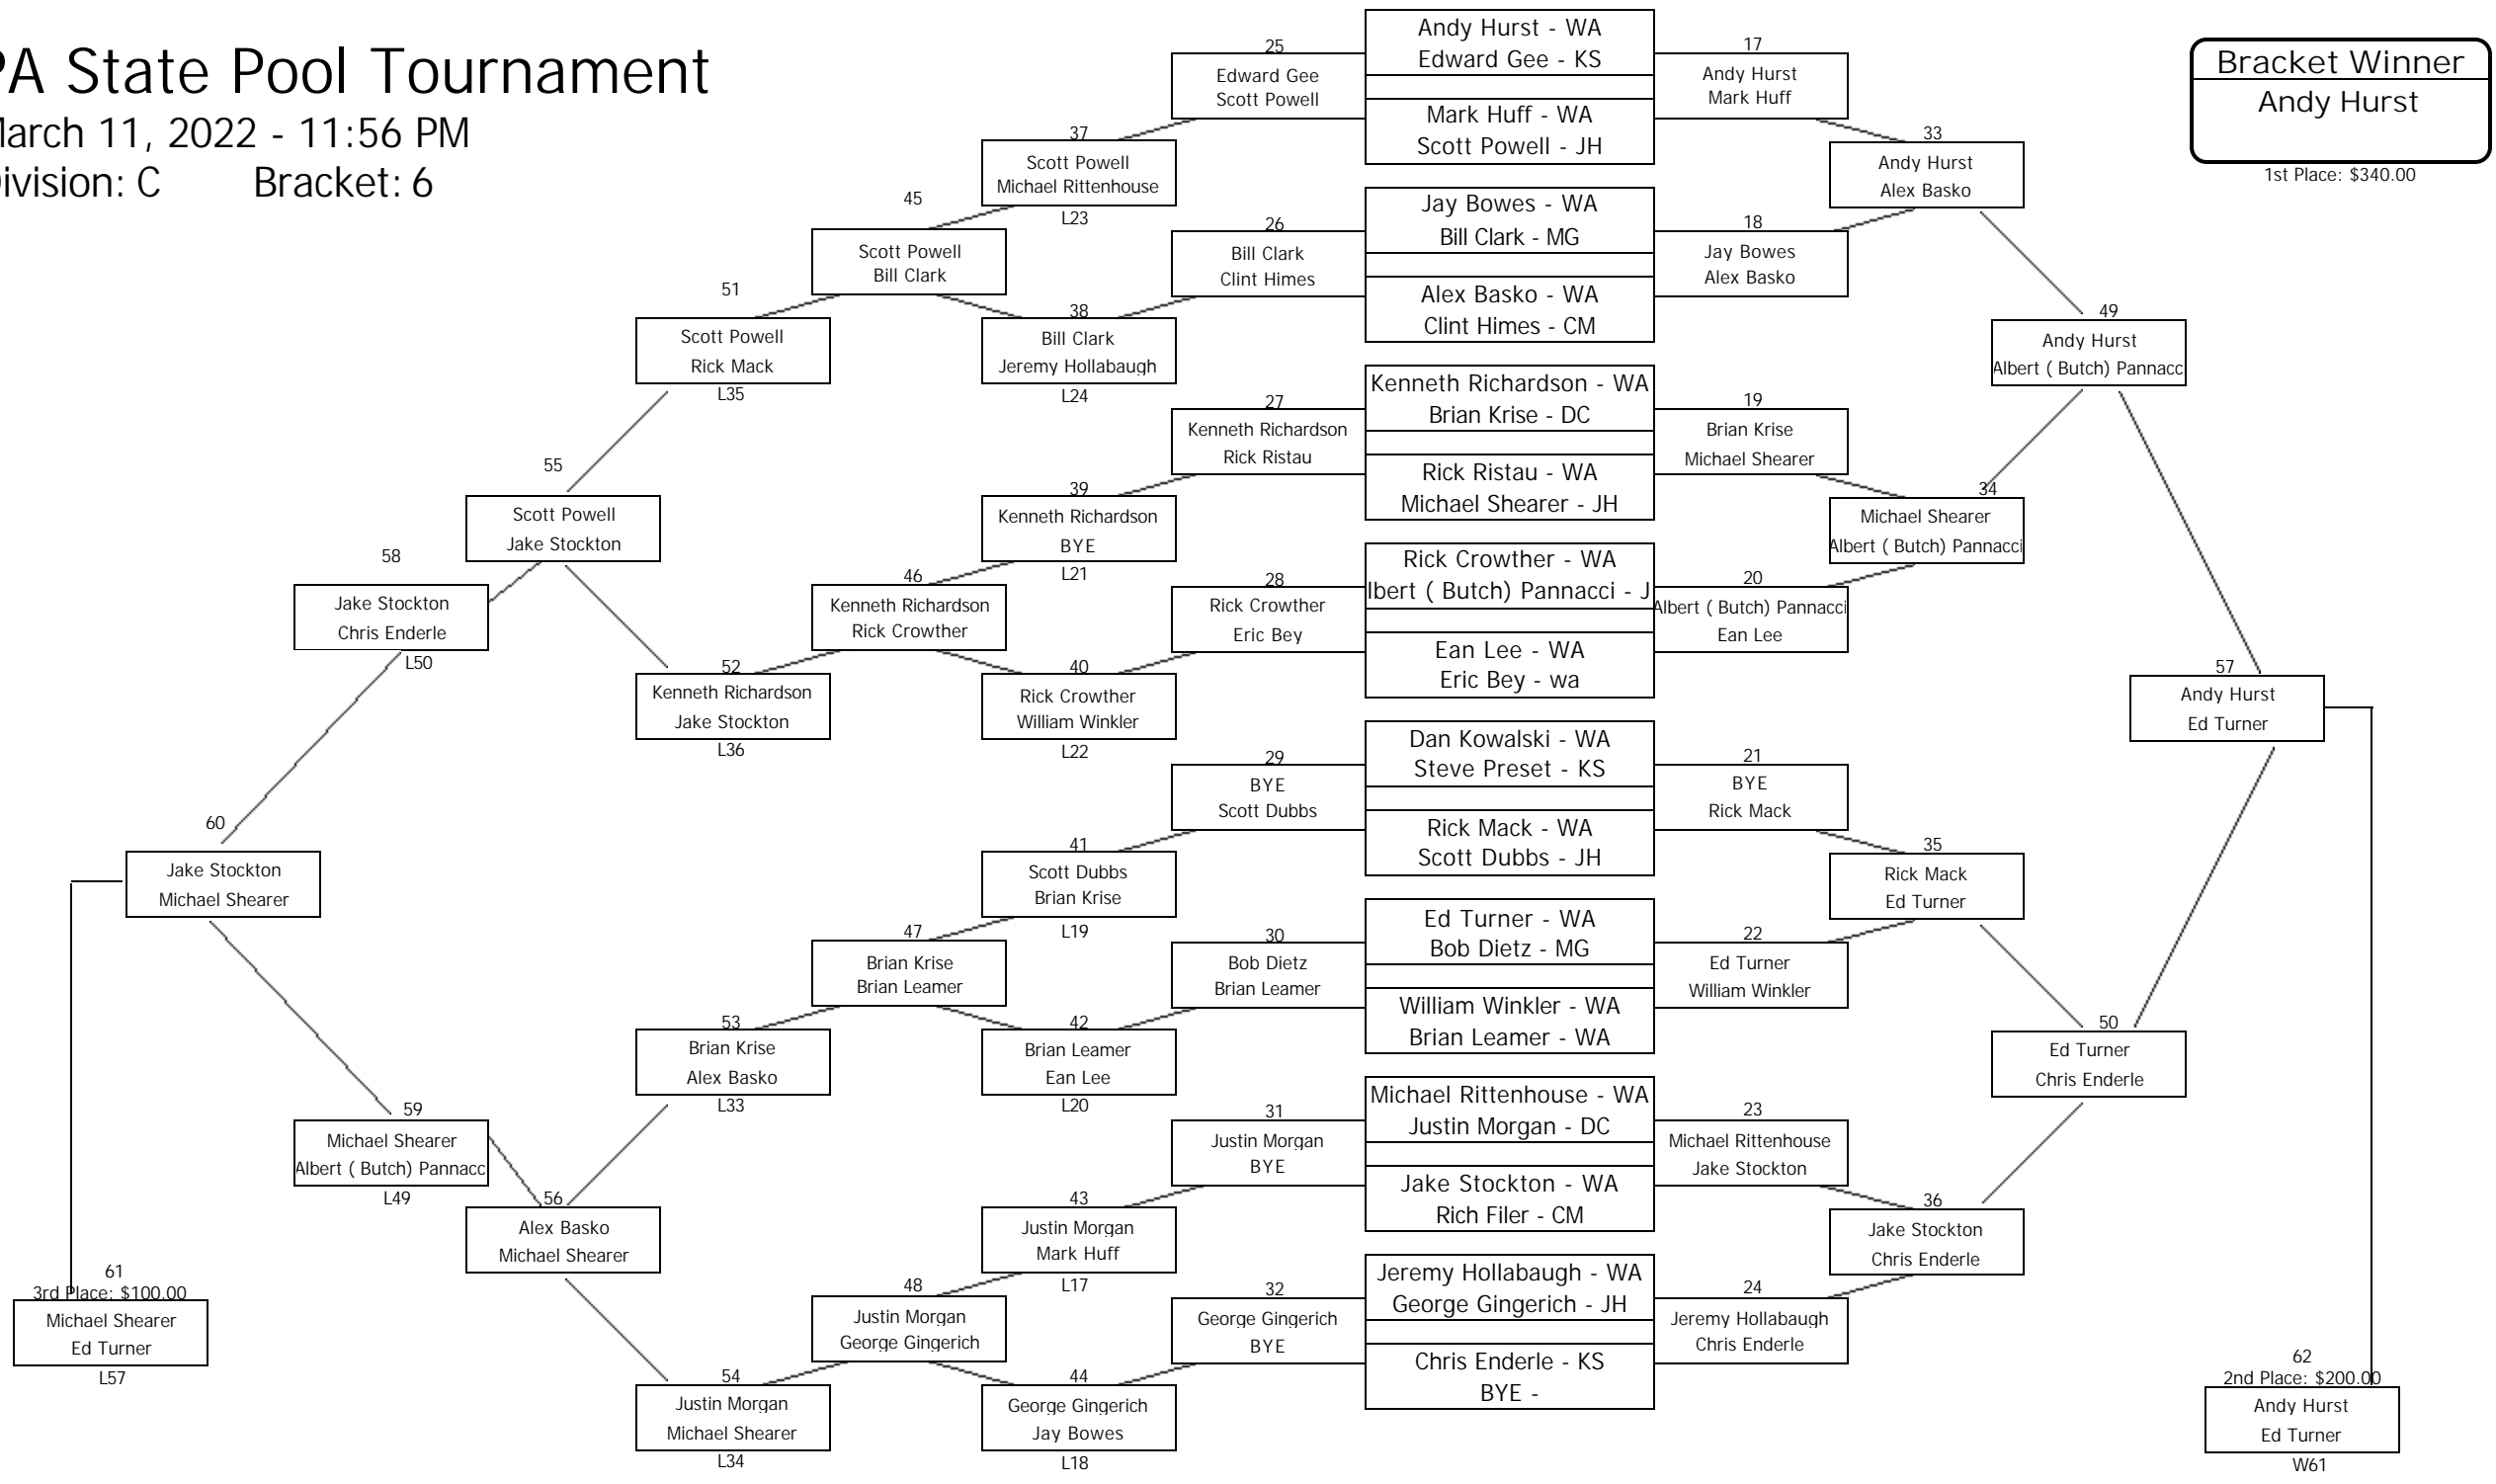 PA State Pool Tournament
March 11, 2022 - 11:56 PM
Division: C Bracket: 6
Bracket Winner
Andy Hurst
1st Place: $340.00
61
3rd Place: $100.00
Michael Shearer
Ed Turner
L57
60
Jake Stockton
Michael Shearer
58
Jake Stockton
Chris Enderle
L50
59
Michael Shearer
Albert ( Butch) Pannacc
L49
55
Scott Powell
Jake Stockton
56
Alex Basko
Michael Shearer
51
Scott Powell
Rick Mack
L35
52
Kenneth Richardson
Jake Stockton
L36
53
Brian Krise
Alex Basko
L33
54
Justin Morgan
Michael Shearer
L34
45
Scott Powell
Bill Clark
46
Kenneth Richardson
Rick Crowther
47
Brian Krise
Brian Leamer
48
Justin Morgan
George Gingerich
37
Scott Powell
Michael Rittenhouse
L23
38
Bill Clark
Jeremy Hollabaugh
L24
39
Kenneth Richardson
BYE
L21
40
Rick Crowther
William Winkler
L22
41
Scott Dubbs
Brian Krise
L19
42
Brian Leamer
Ean Lee
L20
43
Justin Morgan
Mark Huff
L17
44
George Gingerich
Jay Bowes
L18
25
Edward Gee
Scott Powell
26
Bill Clark
Clint Himes
27
Kenneth Richardson
Rick Ristau
28
Rick Crowther
Eric Bey
29
BYE
Scott Dubbs
30
Bob Dietz
Brian Leamer
31
Justin Morgan
BYE
32
George Gingerich
BYE
Andy Hurst - WA
Edward Gee - KS
Mark Huff - WA
Scott Powell - JH
Jay Bowes - WA
Bill Clark - MG
Alex Basko - WA
Clint Himes - CM
Kenneth Richardson - WA
Brian Krise - DC
Rick Ristau - WA
Michael Shearer - JH
Rick Crowther - WA
lbert ( Butch) Pannacci - J
Ean Lee - WA
Eric Bey - wa
Dan Kowalski - WA
Steve Preset - KS
Rick Mack - WA
Scott Dubbs - JH
Ed Turner - WA
Bob Dietz - MG
William Winkler - WA
Brian Leamer - WA
Michael Rittenhouse - WA
Justin Morgan - DC
Jake Stockton - WA
Rich Filer - CM
Jeremy Hollabaugh - WA
George Gingerich - JH
Chris Enderle - KS
BYE -
17
Andy Hurst
Mark Huff
18
Jay Bowes
Alex Basko
19
Brian Krise
Michael Shearer
20
Albert ( Butch) Pannacci
Ean Lee
21
BYE
Rick Mack
22
Ed Turner
William Winkler
23
Michael Rittenhouse
Jake Stockton
24
Jeremy Hollabaugh
Chris Enderle
33
Andy Hurst
Alex Basko
34
Michael Shearer
Albert ( Butch) Pannacci
35
Rick Mack
Ed Turner
36
Jake Stockton
Chris Enderle
49
Andy Hurst
Albert ( Butch) Pannacc
50
Ed Turner
Chris Enderle
57
Andy Hurst
Ed Turner
62
2nd Place: $200.00
Andy Hurst
Ed Turner
W61